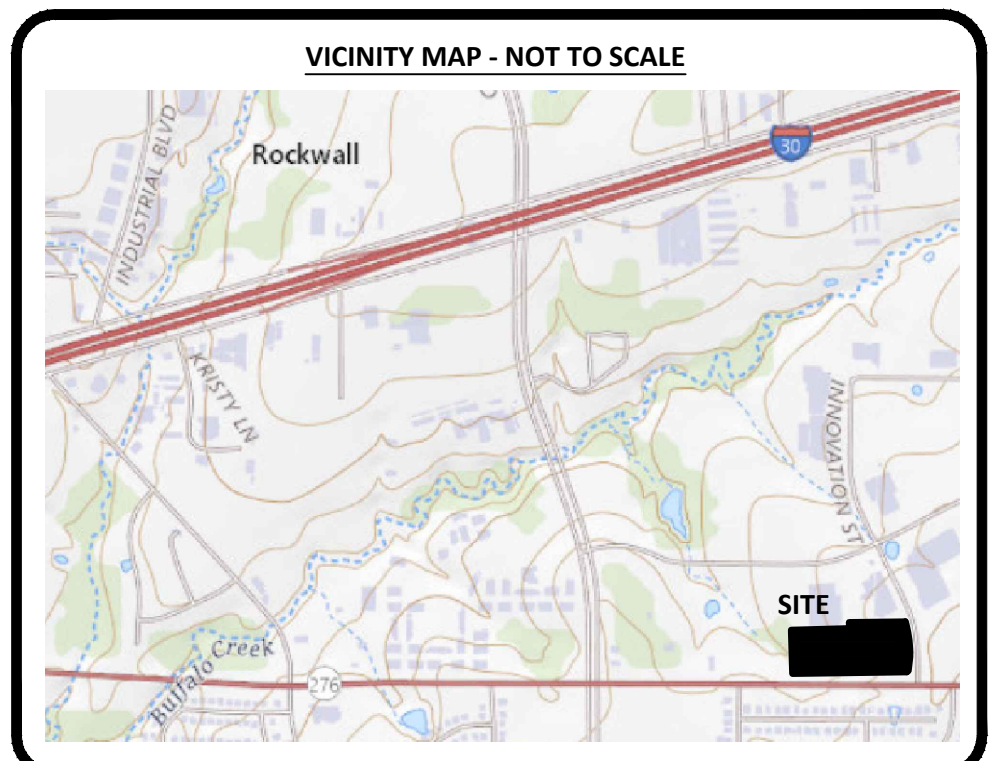 VICINITY MAP - NOT TO SCALE
INDUSTRIAL BLVD
Rockwall
30
KRISTY LN
INNOVATION ST
SITE
Buffalo Creek
276